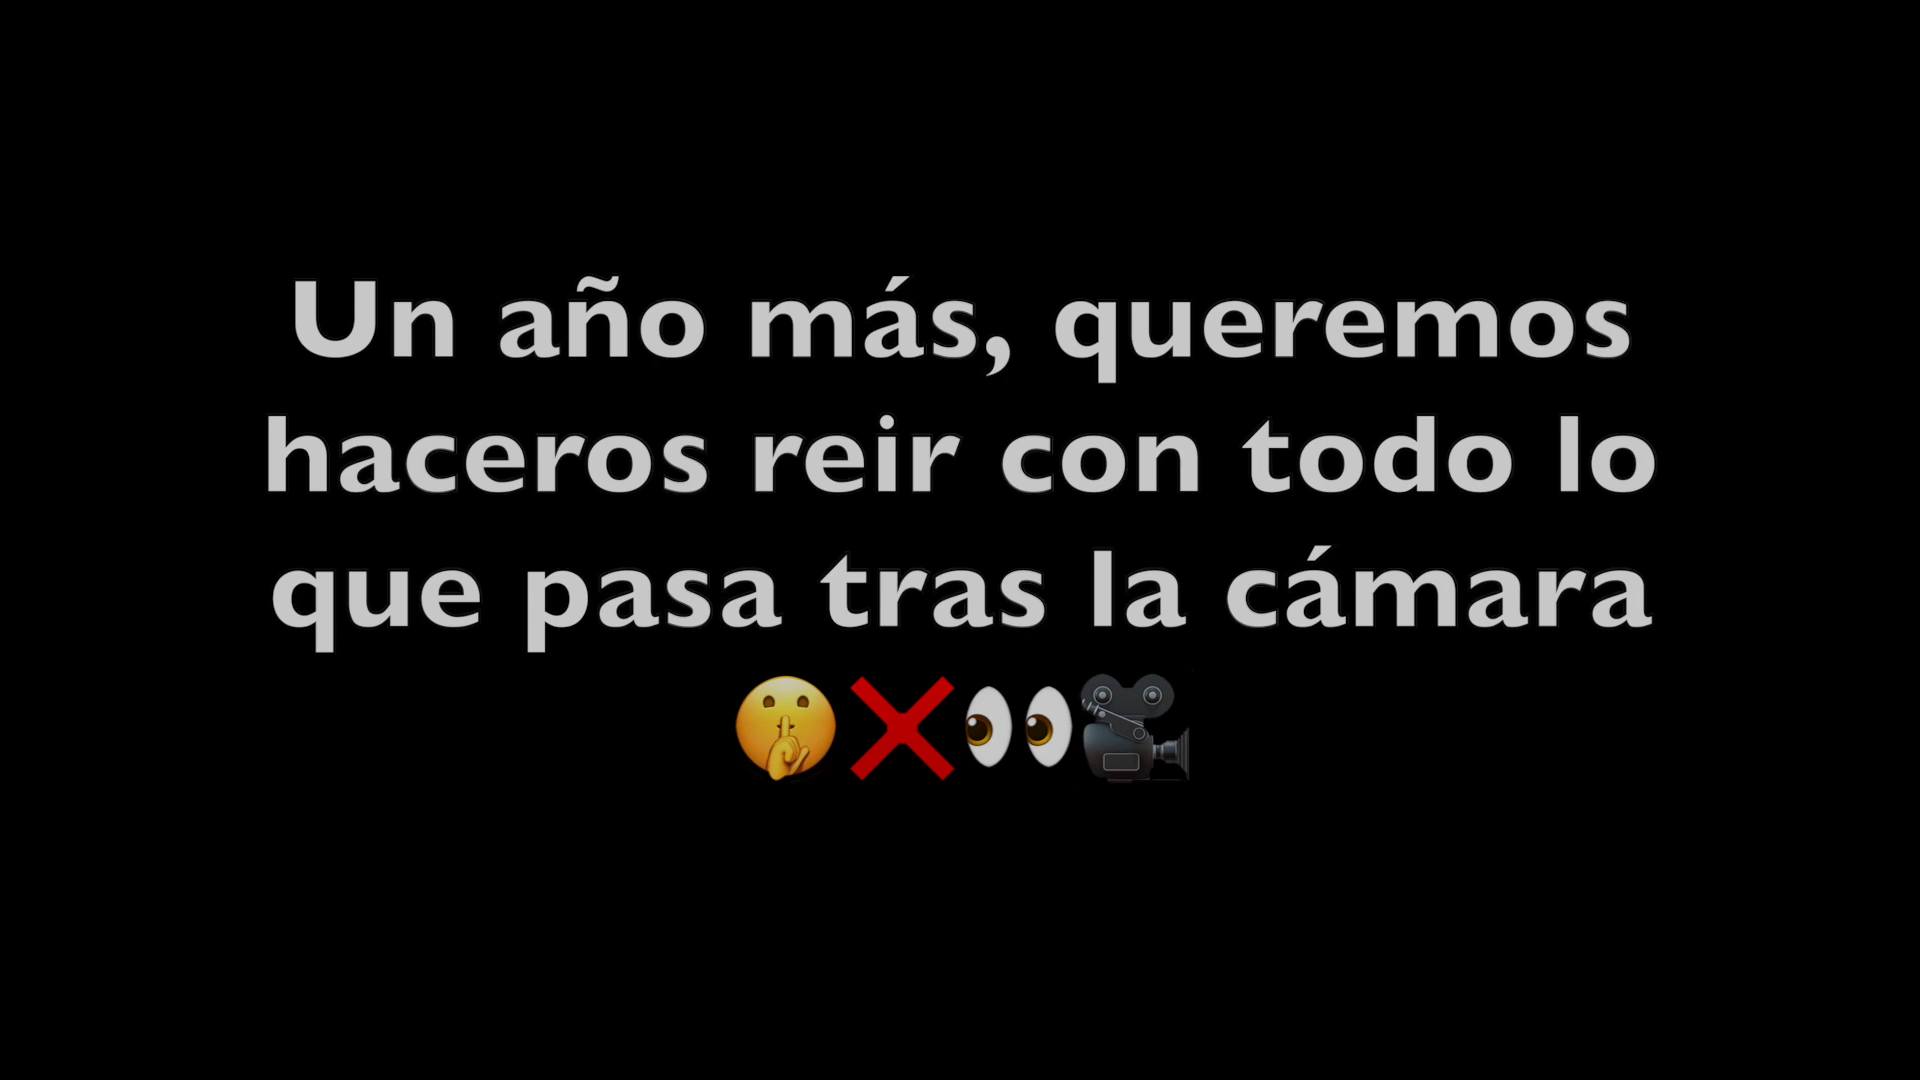 Un año más, queremos
haceros reir con todo lo
que pasa tras la cámara
🤫❌👀🎥